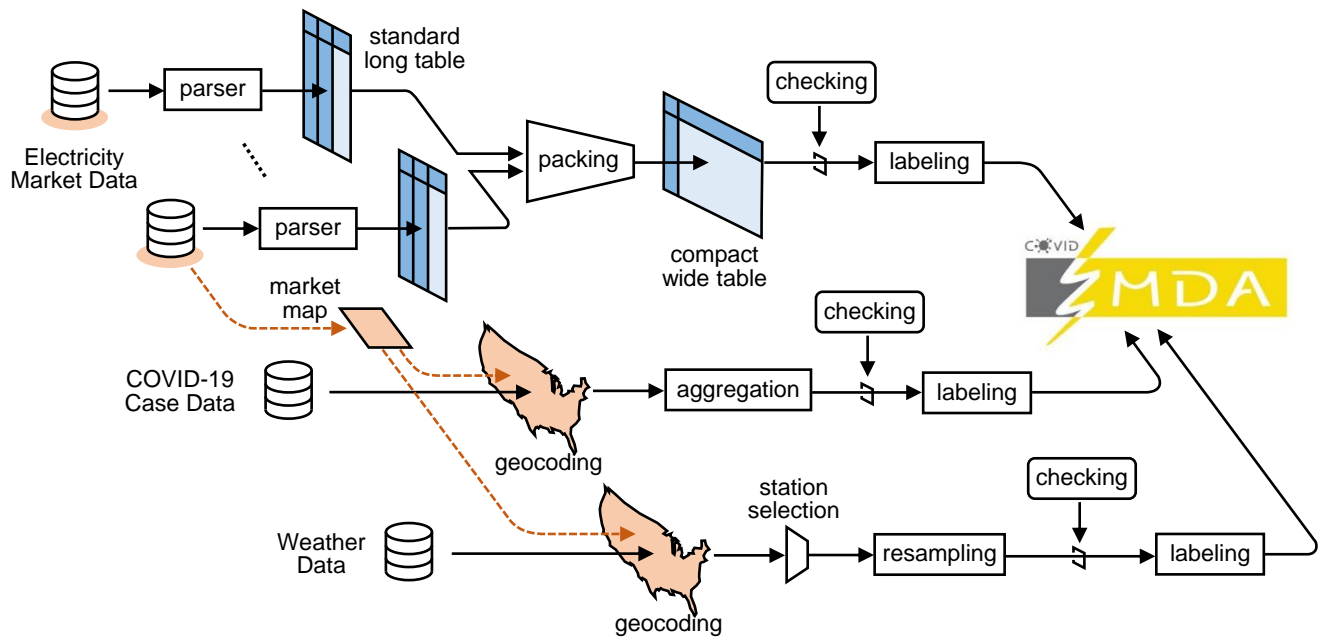 standard
long table
parser
checking
Electricity
Market Data
packing
labeling
parser
compact
wide table
COVID
EMDA
market
map
checking
COVID-19
Case Data
aggregation
labeling
geocoding
checking
station
selection
Weather
Data
resampling
labeling
geocoding